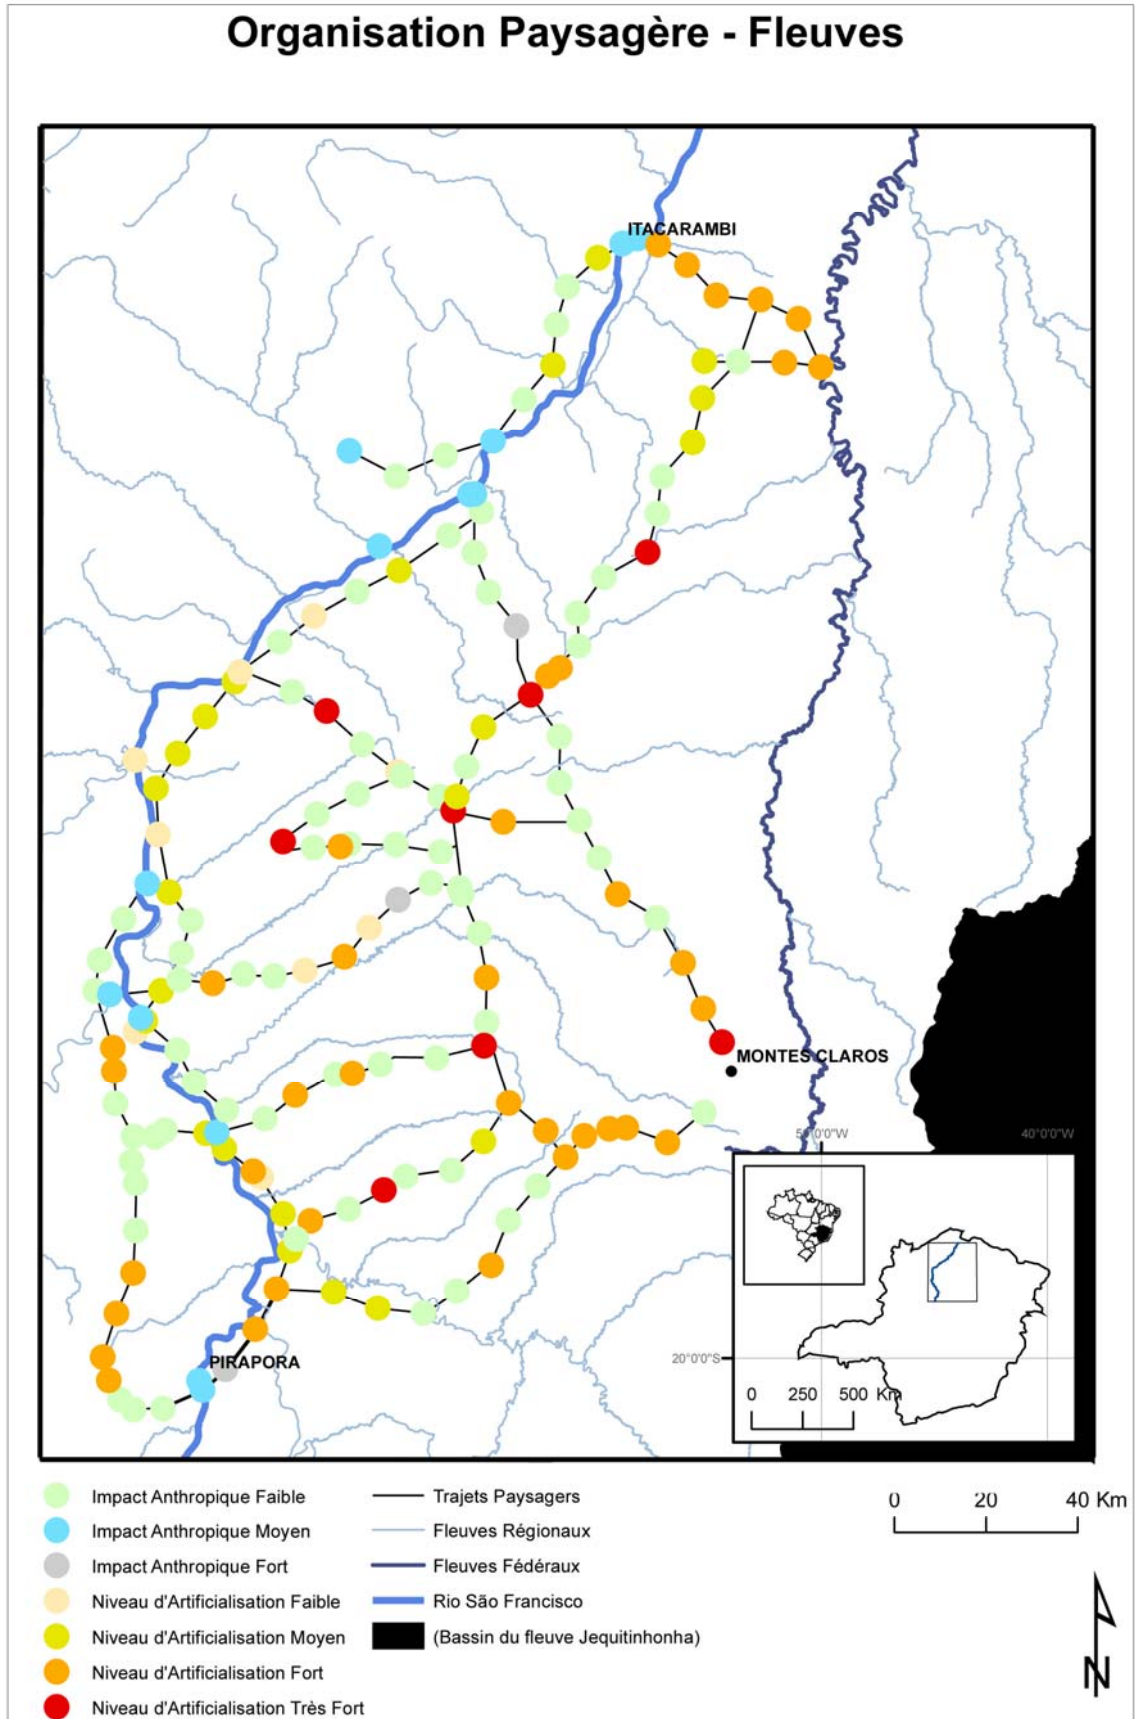 Organisation Paysagère - Fleuves
ITACARAMBI
MONTES CLAROS
50°0'0"W
40°0'0"W
20°0'0"S
0 250 500 Km
PIRAPORA
Impact Anthropique Faible
Impact Anthropique Moyen
Impact Anthropique Fort
Niveau d'Artificialisation Faible
Niveau d'Artificialisation Moyen
Niveau d'Artificialisation Fort
Niveau d'Artificialisation Très Fort
Trajets Paysagers
Fleuves Régionaux
Fleuves Fédéraux
Rio São Francisco
(Bassin du fleuve Jequitinhonha)
0 20 40 Km
N